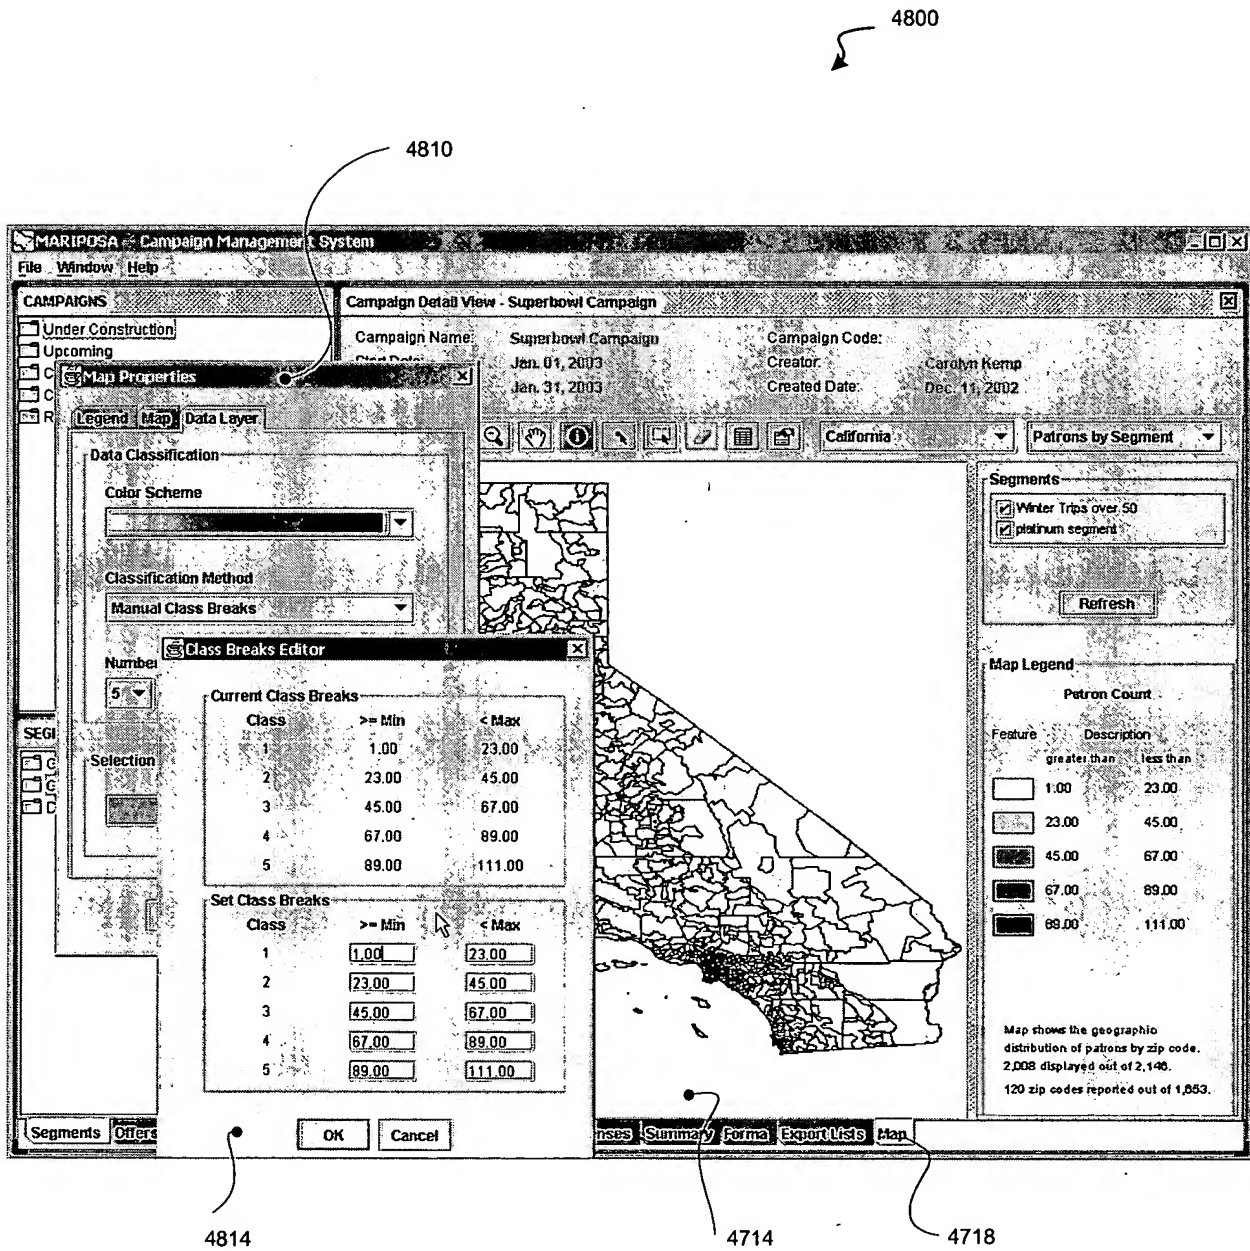 4800
4810
MARIPOSA - Campaign Management System
File Window Help
CAMPAIGNS
Under Construction
Upcoming
C
C
R
Campaign Detail View - Superbowl Campaign
Campaign Name: Superbowl Campaign Campaign Code:
Start Date: Jan. 01, 2003 Creator: Carolyn Kemp
Jan. 31, 2003 Created Date: Dec. 11, 2002
Map Properties
Legend Map Data Layer
Data Classification
Color Scheme
Classification Method
Manual Class Breaks
Number
5
Selection
California Patrons by Segment
Segments
Winter Trips over 50
platinum segment
Refresh
Map Legend
Patron Count
Feature Description
greater than less than
1.00 23.00
23.00 45.00
45.00 67.00
67.00 89.00
89.00 111.00
Map shows the geographic
distribution of patrons by zip code.
2,008 displayed out of 2,146.
120 zip codes reported out of 1,653.
SEGI
G
G
D
Class Breaks Editor
Current Class Breaks
Class >= Min < Max
1 1.00 23.00
2 23.00 45.00
3 45.00 67.00
4 67.00 89.00
5 89.00 111.00
Set Class Breaks
Class >= Min < Max
1 1.00 23.00
2 23.00 45.00
3 45.00 67.00
4 67.00 89.00
5 89.00 111.00
OK Cancel
Segments Offers
nses Summary Forma Export Lists Map
4814 4714 4718